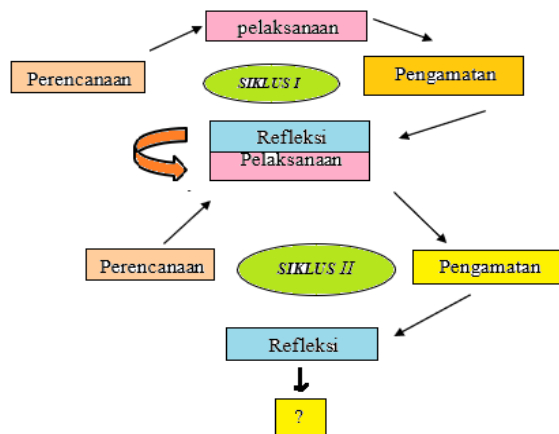 pelaksanaan
Perencanaan
SIKLUS I
Pengamatan
Refleksi
Pelaksanaan
Perencanaan
SIKLUS II
Pengamatan
Refleksi
?